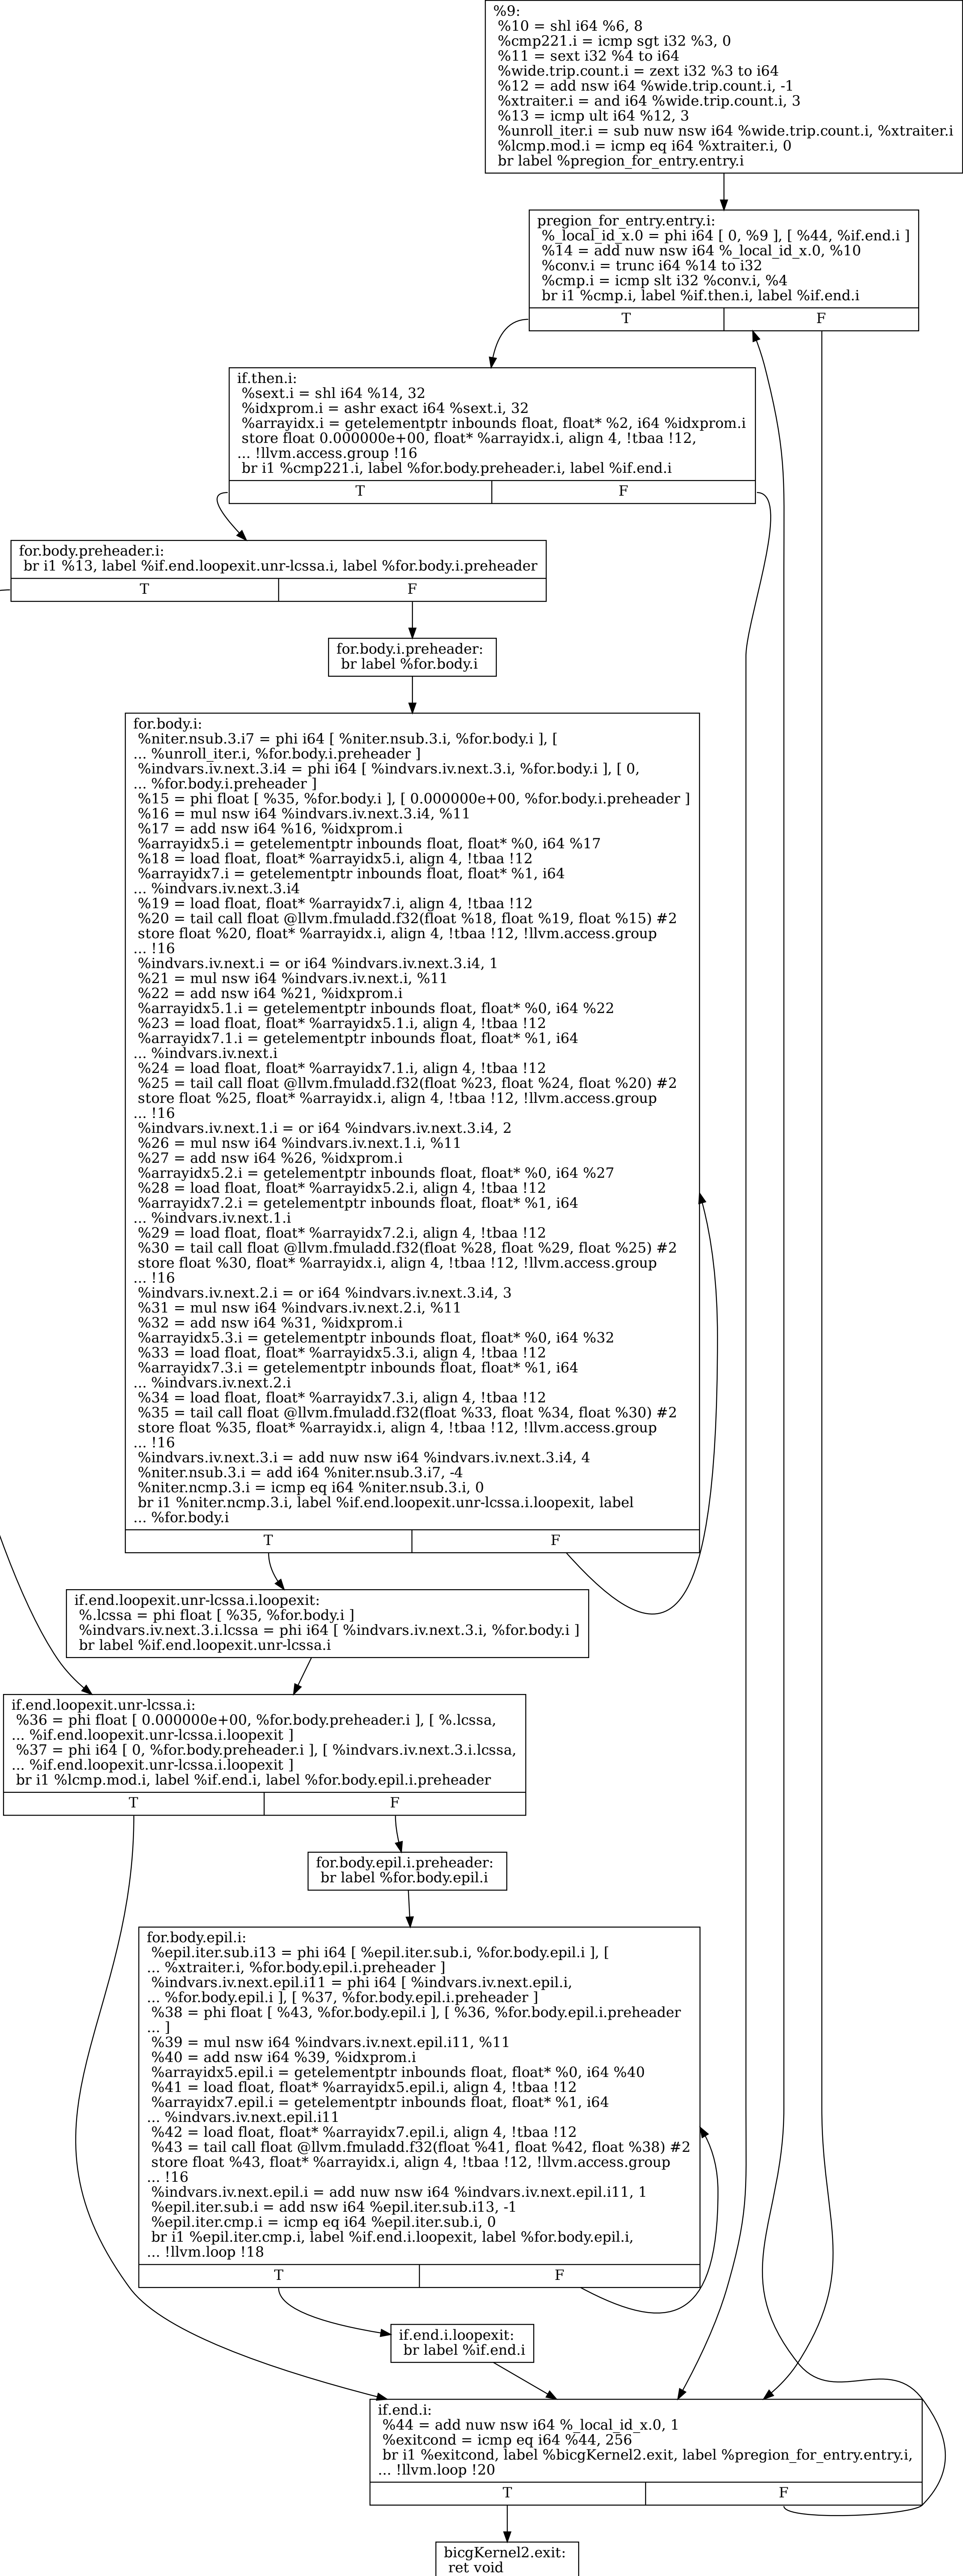 %9:
%10 = shl i64 %6, 8
%cmp221.i = icmp sgt i32 %3, 0
%11 = sext i32 %4 to i64
%wide.trip.count.i = zext i32 %3 to i64
%12 = add nsw i64 %wide.trip.count.i, -1
%xtraiter.i = and i64 %wide.trip.count.i, 3
%13 = icmp ult i64 %12, 3
%unroll_iter.i = sub nuw nsw i64 %wide.trip.count.i, %xtraiter.i
%lcmp.mod.i = icmp eq i64 %xtraiter.i, 0
br label %pregion_for_entry.entry.i
pregion_for_entry.entry.i:
%_local_id_x.0 = phi i64 [ 0, %9 ], [ %44, %if.end.i ]
%14 = add nuw nsw i64 %_local_id_x.0, %10
%conv.i = trunc i64 %14 to i32
%cmp.i = icmp slt i32 %conv.i, %4
br i1 %cmp.i, label %if.then.i, label %if.end.i
T F
if.then.i:
%sext.i = shl i64 %14, 32
%idxprom.i = ashr exact i64 %sext.i, 32
%arrayidx.i = getelementptr inbounds float, float* %2, i64 %idxprom.i
store float 0.000000e+00, float* %arrayidx.i, align 4, !tbaa !12,
... !llvm.access.group !16
br i1 %cmp221.i, label %for.body.preheader.i, label %if.end.i
T F
for.body.preheader.i:
br i1 %13, label %if.end.loopexit.unr-lcssa.i, label %for.body.i.preheader
T F
for.body.i.preheader:
br label %for.body.i
for.body.i:
%niter.nsub.3.i7 = phi i64 [ %niter.nsub.3.i, %for.body.i ], [
... %unroll_iter.i, %for.body.i.preheader ]
%indvars.iv.next.3.i4 = phi i64 [ %indvars.iv.next.3.i, %for.body.i ], [ 0,
... %for.body.i.preheader ]
%15 = phi float [ %35, %for.body.i ], [ 0.000000e+00, %for.body.i.preheader ]
%16 = mul nsw i64 %indvars.iv.next.3.i4, %11
%17 = add nsw i64 %16, %idxprom.i
%arrayidx5.i = getelementptr inbounds float, float* %0, i64 %17
%18 = load float, float* %arrayidx5.i, align 4, !tbaa !12
%arrayidx7.i = getelementptr inbounds float, float* %1, i64
... %indvars.iv.next.3.i4
%19 = load float, float* %arrayidx7.i, align 4, !tbaa !12
%20 = tail call float @llvm.fmuladd.f32(float %18, float %19, float %15) #2
store float %20, float* %arrayidx.i, align 4, !tbaa !12, !llvm.access.group
... !16
%indvars.iv.next.i = or i64 %indvars.iv.next.3.i4, 1
%21 = mul nsw i64 %indvars.iv.next.i, %11
%22 = add nsw i64 %21, %idxprom.i
%arrayidx5.1.i = getelementptr inbounds float, float* %0, i64 %22
%23 = load float, float* %arrayidx5.1.i, align 4, !tbaa !12
%arrayidx7.1.i = getelementptr inbounds float, float* %1, i64
... %indvars.iv.next.i
%24 = load float, float* %arrayidx7.1.i, align 4, !tbaa !12
%25 = tail call float @llvm.fmuladd.f32(float %23, float %24, float %20) #2
store float %25, float* %arrayidx.i, align 4, !tbaa !12, !llvm.access.group
... !16
%indvars.iv.next.1.i = or i64 %indvars.iv.next.3.i4, 2
%26 = mul nsw i64 %indvars.iv.next.1.i, %11
%27 = add nsw i64 %26, %idxprom.i
%arrayidx5.2.i = getelementptr inbounds float, float* %0, i64 %27
%28 = load float, float* %arrayidx5.2.i, align 4, !tbaa !12
%arrayidx7.2.i = getelementptr inbounds float, float* %1, i64
... %indvars.iv.next.1.i
%29 = load float, float* %arrayidx7.2.i, align 4, !tbaa !12
%30 = tail call float @llvm.fmuladd.f32(float %28, float %29, float %25) #2
store float %30, float* %arrayidx.i, align 4, !tbaa !12, !llvm.access.group
... !16
%indvars.iv.next.2.i = or i64 %indvars.iv.next.3.i4, 3
%31 = mul nsw i64 %indvars.iv.next.2.i, %11
%32 = add nsw i64 %31, %idxprom.i
%arrayidx5.3.i = getelementptr inbounds float, float* %0, i64 %32
%33 = load float, float* %arrayidx5.3.i, align 4, !tbaa !12
%arrayidx7.3.i = getelementptr inbounds float, float* %1, i64
... %indvars.iv.next.2.i
%34 = load float, float* %arrayidx7.3.i, align 4, !tbaa !12
%35 = tail call float @llvm.fmuladd.f32(float %33, float %34, float %30) #2
store float %35, float* %arrayidx.i, align 4, !tbaa !12, !llvm.access.group
... !16
%indvars.iv.next.3.i = add nuw nsw i64 %indvars.iv.next.3.i4, 4
%niter.nsub.3.i = add i64 %niter.nsub.3.i7, -4
%niter.ncmp.3.i = icmp eq i64 %niter.nsub.3.i, 0
br i1 %niter.ncmp.3.i, label %if.end.loopexit.unr-lcssa.i.loopexit, label
... %for.body.i
T F
if.end.loopexit.unr-lcssa.i.loopexit:
%.lcssa = phi float [ %35, %for.body.i ]
%indvars.iv.next.3.i.lcssa = phi i64 [ %indvars.iv.next.3.i, %for.body.i ]
br label %if.end.loopexit.unr-lcssa.i
if.end.loopexit.unr-lcssa.i:
%36 = phi float [ 0.000000e+00, %for.body.preheader.i ], [ %.lcssa,
... %if.end.loopexit.unr-lcssa.i.loopexit ]
%37 = phi i64 [ 0, %for.body.preheader.i ], [ %indvars.iv.next.3.i.lcssa,
... %if.end.loopexit.unr-lcssa.i.loopexit ]
br i1 %lcmp.mod.i, label %if.end.i, label %for.body.epil.i.preheader
T F
for.body.epil.i.preheader:
br label %for.body.epil.i
for.body.epil.i:
%epil.iter.sub.i13 = phi i64 [ %epil.iter.sub.i, %for.body.epil.i ], [
... %xtraiter.i, %for.body.epil.i.preheader ]
%indvars.iv.next.epil.i11 = phi i64 [ %indvars.iv.next.epil.i,
... %for.body.epil.i ], [ %37, %for.body.epil.i.preheader ]
%38 = phi float [ %43, %for.body.epil.i ], [ %36, %for.body.epil.i.preheader
... ]
%39 = mul nsw i64 %indvars.iv.next.epil.i11, %11
%40 = add nsw i64 %39, %idxprom.i
%arrayidx5.epil.i = getelementptr inbounds float, float* %0, i64 %40
%41 = load float, float* %arrayidx5.epil.i, align 4, !tbaa !12
%arrayidx7.epil.i = getelementptr inbounds float, float* %1, i64
... %indvars.iv.next.epil.i11
%42 = load float, float* %arrayidx7.epil.i, align 4, !tbaa !12
%43 = tail call float @llvm.fmuladd.f32(float %41, float %42, float %38) #2
store float %43, float* %arrayidx.i, align 4, !tbaa !12, !llvm.access.group
... !16
%indvars.iv.next.epil.i = add nuw nsw i64 %indvars.iv.next.epil.i11, 1
%epil.iter.sub.i = add nsw i64 %epil.iter.sub.i13, -1
%epil.iter.cmp.i = icmp eq i64 %epil.iter.sub.i, 0
br i1 %epil.iter.cmp.i, label %if.end.i.loopexit, label %for.body.epil.i,
... !llvm.loop !18
T F
if.end.i.loopexit:
br label %if.end.i
if.end.i:
%44 = add nuw nsw i64 %_local_id_x.0, 1
%exitcond = icmp eq i64 %44, 256
br i1 %exitcond, label %bicgKernel2.exit, label %pregion_for_entry.entry.i,
... !llvm.loop !20
T F
bicgKernel2.exit:
ret void